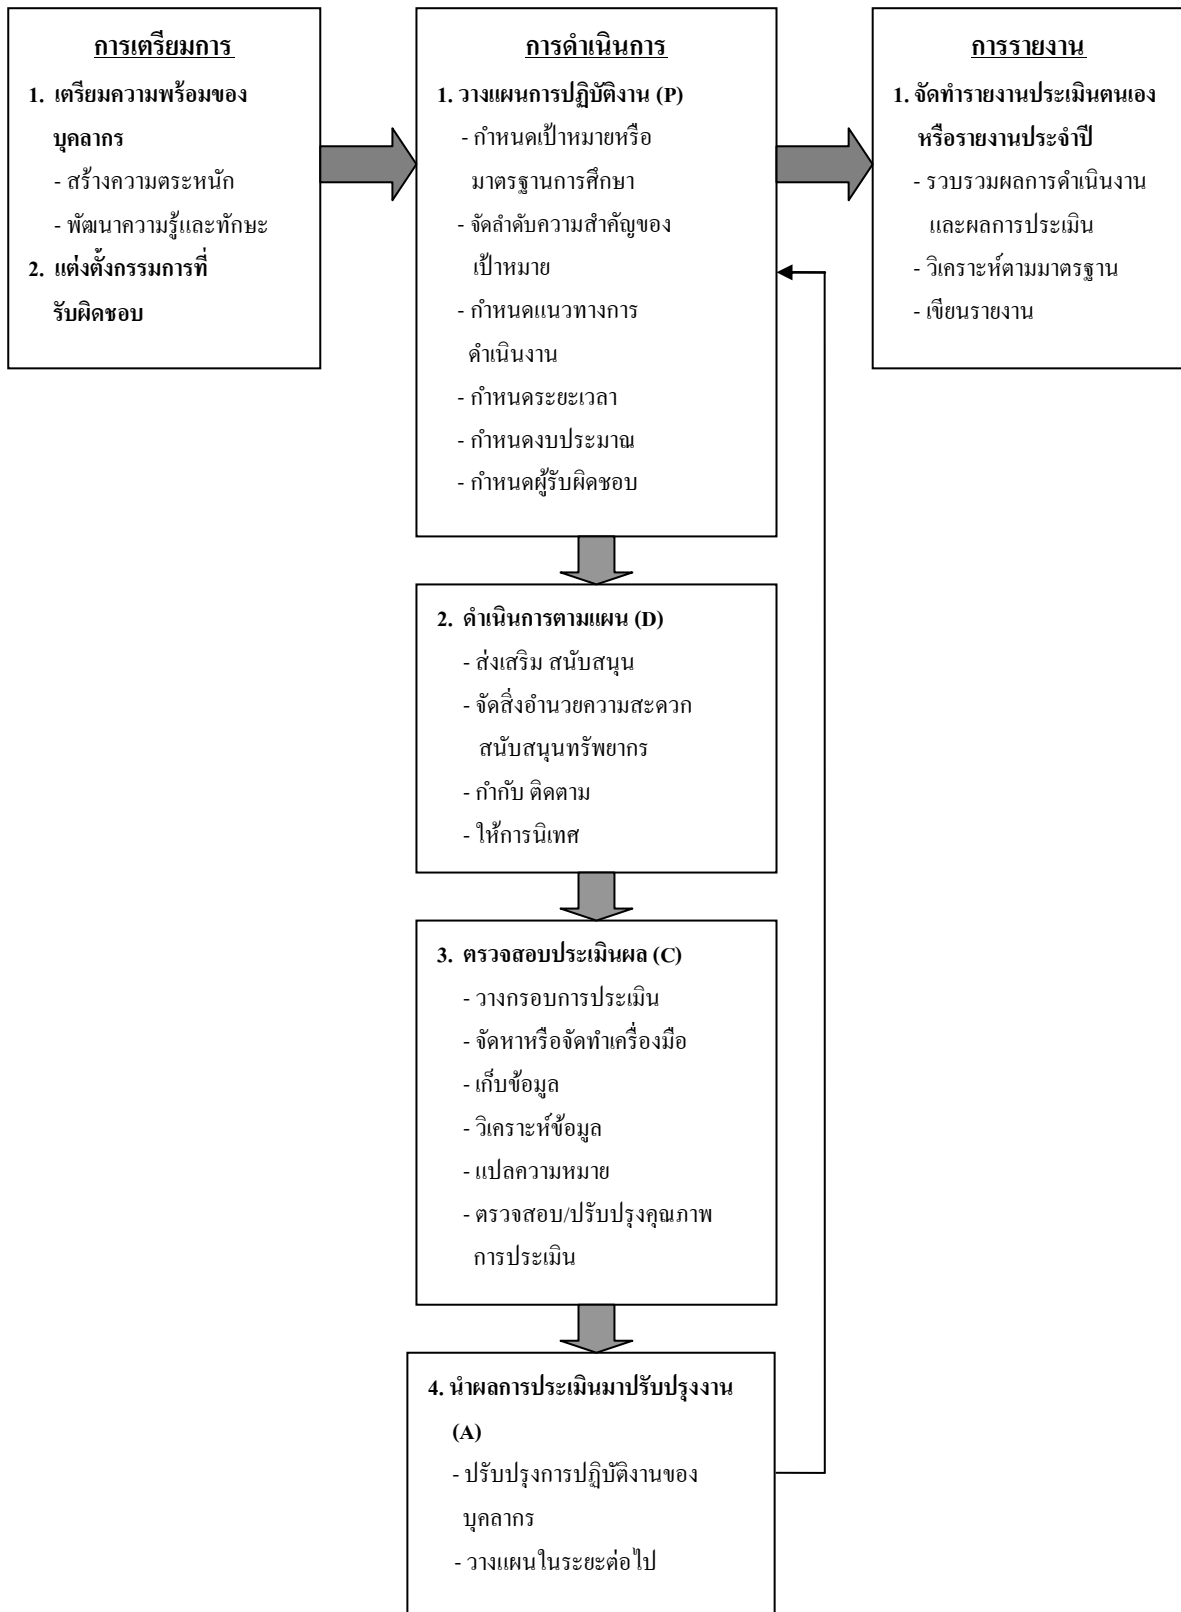 การเตรียมการ
1. เตรียมความพร้อมของ
บุคลากร
- สร้างความตระหนัก
- พัฒนาความรู้และทักษะ
2. แต่งตั้งกรรมการที่
รับผิดชอบ
การดำเนินการ
1. วางแผนการปฏิบัติงาน (P)
- กำหนดเป้าหมายหรือ
มาตรฐานการศึกษา
- จัดลำดับความสำคัญของ
เป้าหมาย
- กำหนดแนวทางการ
ดำเนินงาน
- กำหนดระยะเวลา
- กำหนดงบประมาณ
- กำหนดผู้รับผิดชอบ
การรายงาน
1. จัดทำรายงานประเมินตนเอง
หรือรายงานประจำปี
- รวบรวมผลการดำเนินงาน
และผลการประเมิน
- วิเคราะห์ตามมาตรฐาน
- เขียนรายงาน
2. ดำเนินการตามแผน (D)
- ส่งเสริม สนับสนุน
- จัดสิ่งอำนวยความสะดวก
สนับสนุนทรัพยากร
- กำกับ ติดตาม
- ให้การนิเทศ
3. ตรวจสอบประเมินผล (C)
- วางกรอบการประเมิน
- จัดหาหรือจัดทำเครื่องมือ
- เก็บข้อมูล
- วิเคราะห์ข้อมูล
- แปลความหมาย
- ตรวจสอบ/ปรับปรุงคุณภาพ
การประเมิน
4. นำผลการประเมินมาปรับปรุงงาน
(A)
- ปรับปรุงการปฏิบัติงานของ
บุคลากร
- วางแผนในระยะต่อไป